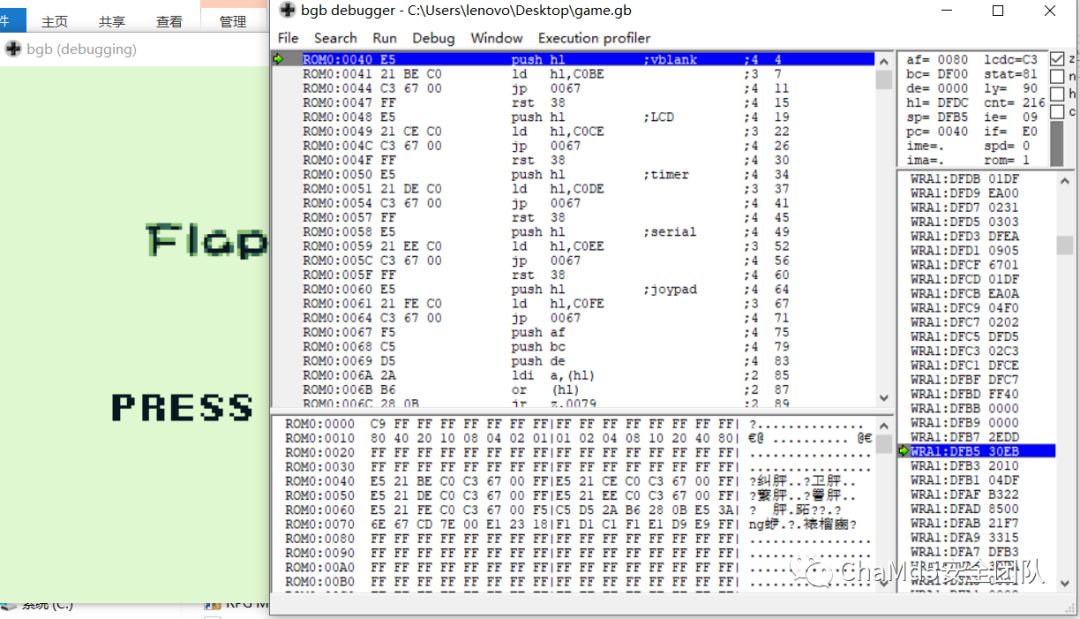 件 主页 共享 查看 管理
bgb (debugging)
Flap
PRESS
系统 (C:)
bgb debugger - C:\Users\lenovo\Desktop\game.gb
File Search Run Debug Window Execution profiler
ROM0:0040 E5 push hl ;vblank ;4 4
ROM0:0041 21 BE C0 ld hl,C0BE ;3 7
ROM0:0044 C3 67 00 jp 0067 ;4 11
ROM0:0047 FF rst 38 ;4 15
ROM0:0048 E5 push hl ;LCD ;4 19
ROM0:0049 21 CE C0 ld hl,C0CE ;3 22
ROM0:004C C3 67 00 jp 0067 ;4 26
ROM0:004F FF rst 38 ;4 30
ROM0:0050 E5 push hl ;timer ;4 34
ROM0:0051 21 DE C0 ld hl,C0DE ;3 37
ROM0:0054 C3 67 00 jp 0067 ;4 41
ROM0:0057 FF rst 38 ;4 45
ROM0:0058 E5 push hl ;serial ;4 49
ROM0:0059 21 EE C0 ld hl,C0EE ;3 52
ROM0:005C C3 67 00 jp 0067 ;4 56
ROM0:005F FF rst 38 ;4 60
ROM0:0060 E5 push hl ;joypad ;4 64
ROM0:0061 21 FE C0 ld hl,C0FE ;3 67
ROM0:0064 C3 67 00 jp 0067 ;4 71
ROM0:0067 F5 push af ;4 75
ROM0:0068 C5 push bc ;4 79
ROM0:0069 D5 push de ;4 83
ROM0:006A 2A ldi a,(hl) ;2 85
ROM0:006B B6 or (hl) ;2 87
ROM0:006C 28 0B jr z,0079 ;2 89
af= 0080 lcdc=C3 z
bc= DF00 stat=81 n
de= 0000 ly= 90 h
hl= DFDC cnt= 216 c
sp= DFB5 ie= 09
pc= 0040 if= E0
ime=. spd= 0
ima=. rom= 1
WRA1:DFDB 01DF
WRA1:DFD9 EA00
WRA1:DFD7 0231
WRA1:DFD5 0303
WRA1:DFD3 DFEA
WRA1:DFD1 0905
WRA1:DFCF 6701
WRA1:DFCD 01DF
WRA1:DFCB EA0A
WRA1:DFC9 04F0
WRA1:DFC7 0202
WRA1:DFC5 DFD5
WRA1:DFC3 02C3
WRA1:DFC1 DFCE
WRA1:DFBF DFC7
WRA1:DFBD FF40
WRA1:DFBB 0000
WRA1:DFB9 0000
WRA1:DFB7 2EDD
WRA1:DFB5 30EB
WRA1:DFB3 2010
WRA1:DFB1 04DF
WRA1:DFAF B322
WRA1:DFAD 8500
WRA1:DFAB 21F7
WRA1:DFA9 3315
WRA1:DFA7 DFB3
ROM0:0000 C9 FF FF FF FF FF FF FF|FF FF FF FF FF FF FF FF| ?..............
ROM0:0010 80 40 20 10 08 04 02 01|01 02 04 08 10 20 40 80| €@ .......... @€
ROM0:0020 FF FF FF FF FF FF FF FF|FF FF FF FF FF FF FF FF| ................
ROM0:0030 FF FF FF FF FF FF FF FF|FF FF FF FF FF FF FF FF| ................
ROM0:0040 E5 21 BE C0 C3 67 00 FF|E5 21 CE C0 C3 67 00 FF|
ROM0:0050 E5 21 DE C0 C3 67 00 FF|E5 21 EE C0 C3 67 00 FF|
ROM0:0060 E5 21 FE C0 C3 67 00 F5|C5 D5 2A B6 28 0B E5 3A|
ROM0:0070 6E 67 CD 7E 00 E1 23 18|F1 D1 C1 F1 E1 D9 E9 FF|
ROM0:0080 FF FF FF FF FF FF FF FF|FF FF FF FF FF FF FF FF| ................
ROM0:0090 FF FF FF FF FF FF FF FF|FF FF FF FF FF FF FF FF| ................
ROM0:00A0 FF FF FF FF FF FF FF FF|FF FF FF FF FF FF FF FF|
ROM0:00B0 FF FF FF FF FF FF FF FF|FF FF FF FF FF FF FF FF|
ChaMd5安全团队